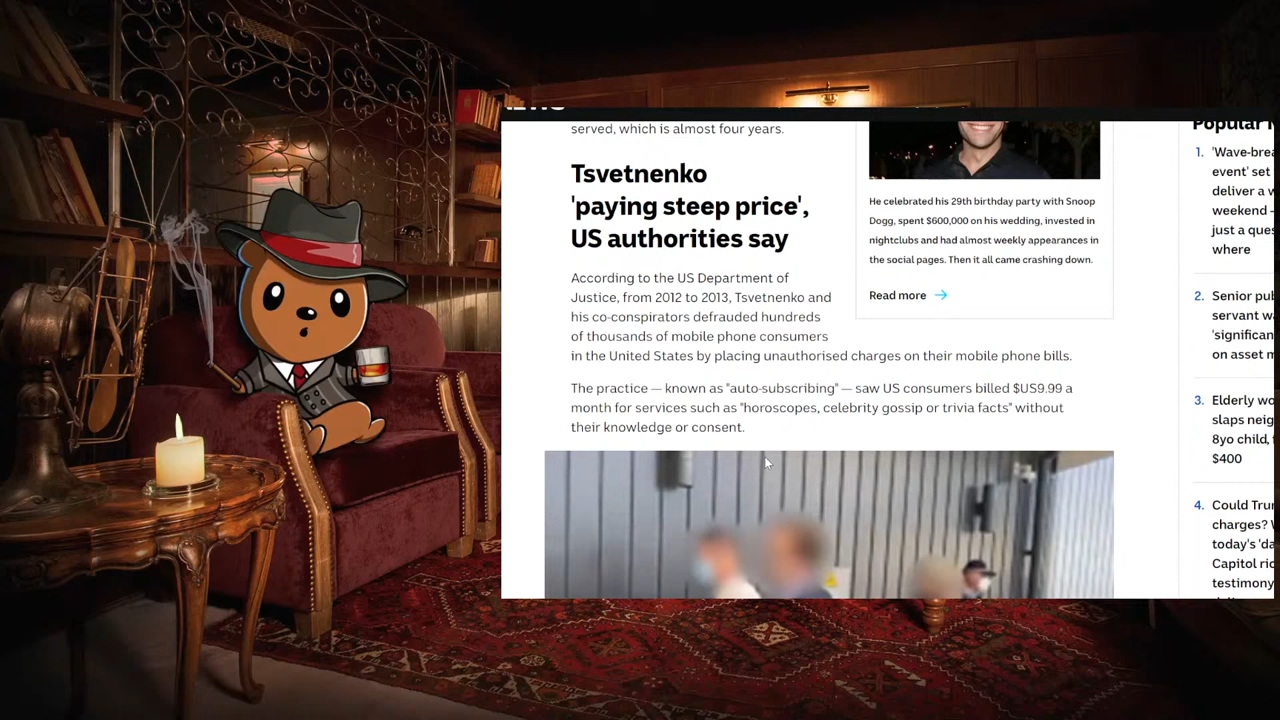 served, which is almost four years.
Tsvetnenko
'paying steep price',
US authorities say
According to the US Department of
Justice, from 2012 to 2013, Tsvetnenko and
his co-conspirators defrauded hundreds
of thousands of mobile phone consumers
in the United States by placing unauthorised charges on their mobile phone bills.
The practice — known as "auto-subscribing" — saw US consumers billed $US9.99 a
month for services such as "horoscopes, celebrity gossip or trivia facts" without
their knowledge or consent.
He celebrated his 29th birthday party with Snoop
Dogg, spent $600,000 on his wedding, invested in
nightclubs and had almost weekly appearances in
the social pages. Then it all came crashing down.
Read more
Popular
1. 'Wave-brea
event' set
deliver a w
weekend -
just a ques
where
2. Senior pub
servant wa
'significan
on asset m
3. Elderly wo
slaps neig
8yo child,
$400
4. Could Trum
charges? W
today's 'da
Capitol rio
testimony